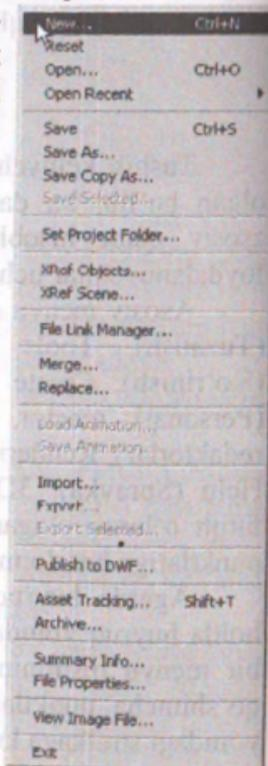 New... Ctrl+N
Reset
Open... Ctrl+O
Open Recent
Save Ctrl+S
Save As...
Save Copy As...
Save Selected...
Set Project Folder...
XRef Objects...
XRef Scene...
File Link Manager...
Merge...
Replace...
Load Animation...
Save Animation...
Import...
Export...
Export Selected...
Publish to DWF...
Asset Tracking... Shift+T
Archive...
Summary Info...
File Properties...
View Image File...
Exit